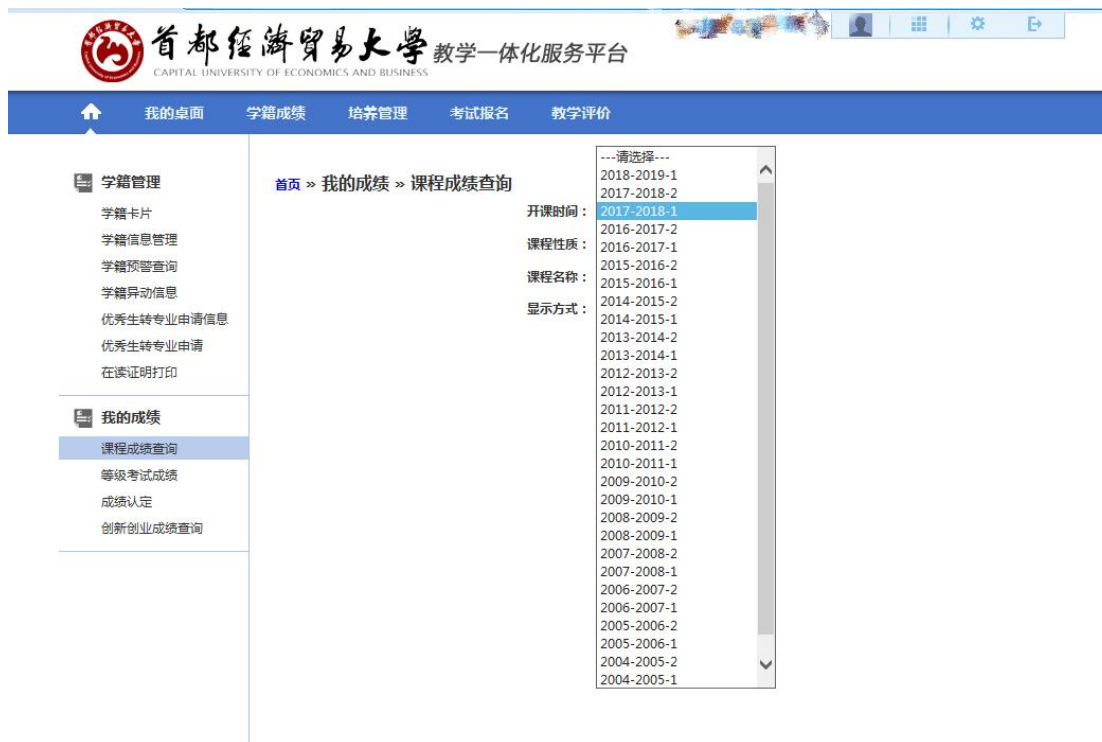 首都經濟貿易大學
教学一体化服务平台
CAPITAL UNIVERSITY OF ECONOMICS AND BUSINESS
我的桌面 学籍成绩 培养管理 考试报名 教学评价
学籍管理
学籍卡片
学籍信息管理
学籍预警查询
学籍异动信息
优秀生转专业申请信息
优秀生转专业申请
在读证明打印
我的成绩
课程成绩查询
等级考试成绩
成绩认定
创新创业成绩查询
首页 » 我的成绩 » 课程成绩查询
开课时间：
课程性质：
课程名称：
显示方式：
---请选择---
2018-2019-1
2017-2018-2
2017-2018-1
2016-2017-2
2016-2017-1
2015-2016-2
2015-2016-1
2014-2015-2
2014-2015-1
2013-2014-2
2013-2014-1
2012-2013-2
2012-2013-1
2011-2012-2
2011-2012-1
2010-2011-2
2010-2011-1
2009-2010-2
2009-2010-1
2008-2009-2
2008-2009-1
2007-2008-2
2007-2008-1
2006-2007-2
2006-2007-1
2005-2006-2
2005-2006-1
2004-2005-2
2004-2005-1